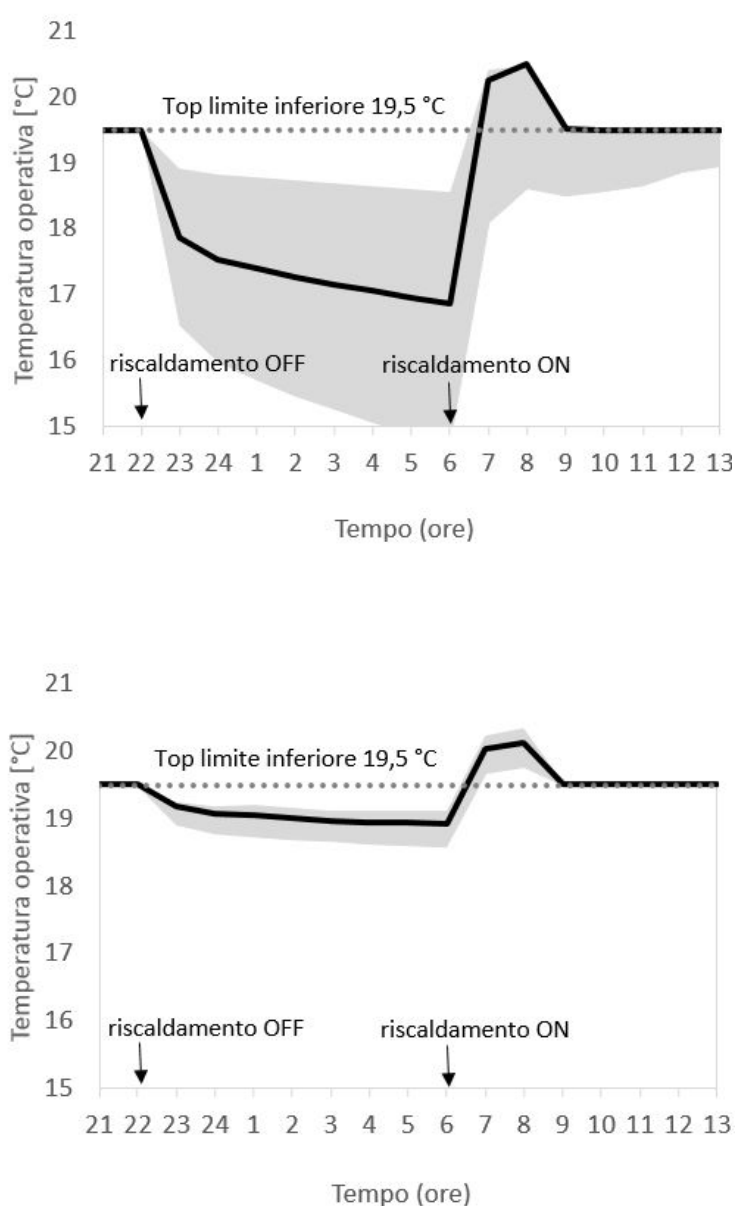 21
20
19
18
17
16
15
Temperatura operativa [°C]
Top limite inferiore 19,5 °C
riscaldamento OFF
riscaldamento ON
21 22 23 24 1 2 3 4 5 6 7 8 9 10 11 12 13
Tempo (ore)
21
20
19
18
17
16
15
Temperatura operativa [°C]
Top limite inferiore 19,5 °C
riscaldamento OFF
riscaldamento ON
21 22 23 24 1 2 3 4 5 6 7 8 9 10 11 12 13
Tempo (ore)